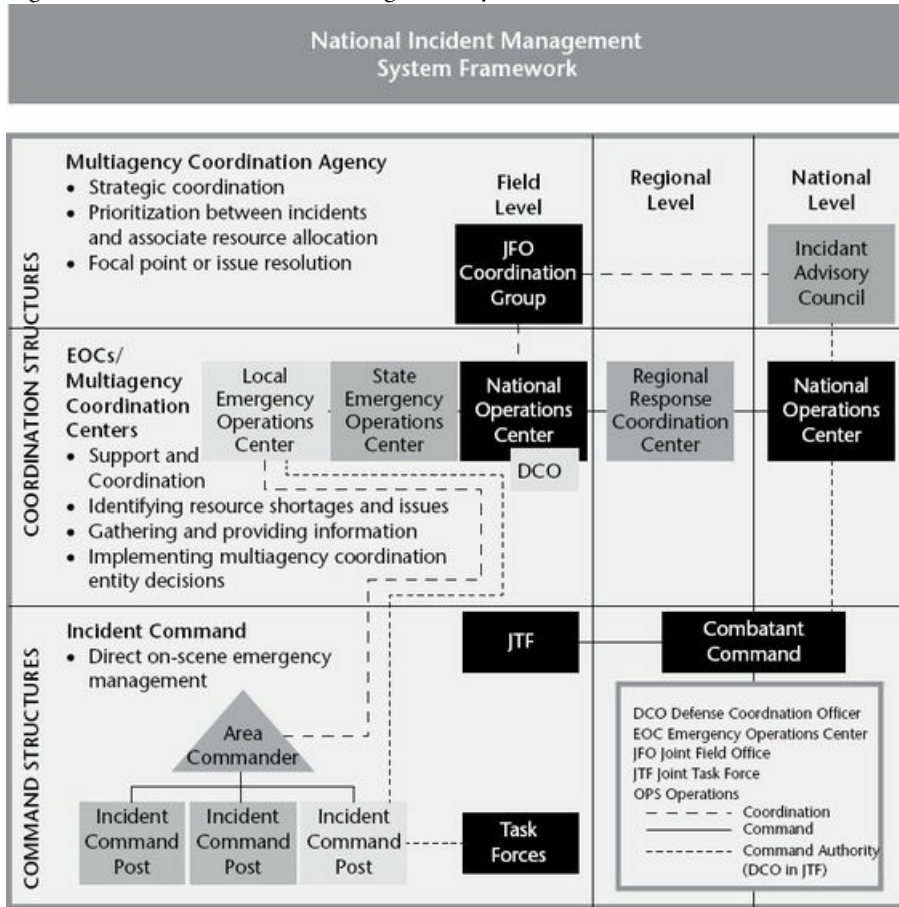 National Incident Management
System Framework
COORDINATION STRUCTURES
Multiagency Coordination Agency
• Strategic coordination
• Prioritization between incidents
and associate resource allocation
• Focal point or issue resolution
Field
Level
Regional
Level
National
Level
JFO
Coordination
Group
Incidant
Advisory
Council
EOCs/
Multiagency
Coordination
Centers
• Support and
Coordination
• Identifying resource shortages and issues
• Gathering and providing information
• Implementing multiagency coordination
entity decisions
Local
Emergency
Operations
Center
State
Emergency
Operations
Center
National
Operations
Center
DCO
Regional
Response
Coordination
Center
National
Operations
Center
COMMAND STRUCTURES
Incident Command
• Direct on-scene emergency
management
JTF
Combatant
Command
Area
Commander
Incident
Command
Post
Incident
Command
Post
Incident
Command
Post
Task
Forces
DCO Defense Coordnation Officer
EOC Emergency Operations Center
JFO Joint Field Office
JTF Joint Task Force
OPS Operations
Coordination
Command
Command Authority
(DCO in JTF)